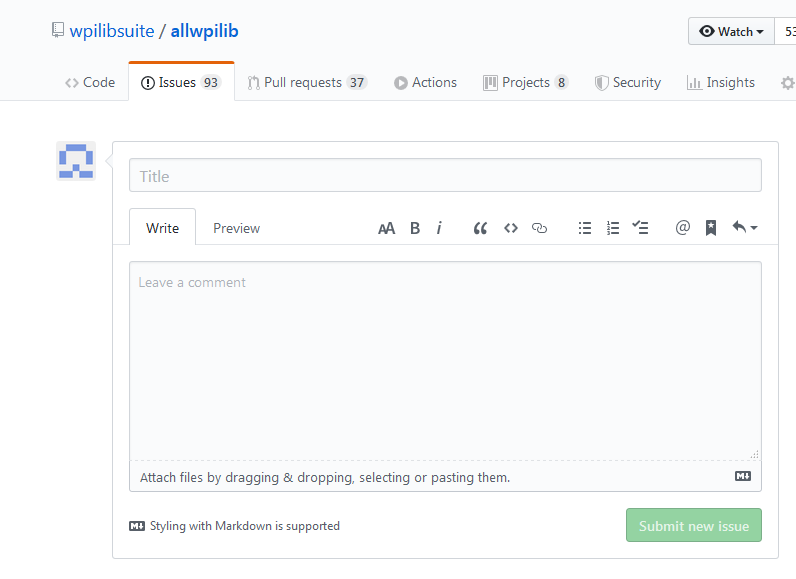 wpilibsuite / allwpilib
Watch 53
Code Issues 93 Pull requests 37 Actions Projects 8 Security Insights
Title
Write Preview AA B i @
Leave a comment
Attach files by dragging & dropping, selecting or pasting them.
Styling with Markdown is supported
Submit new issue